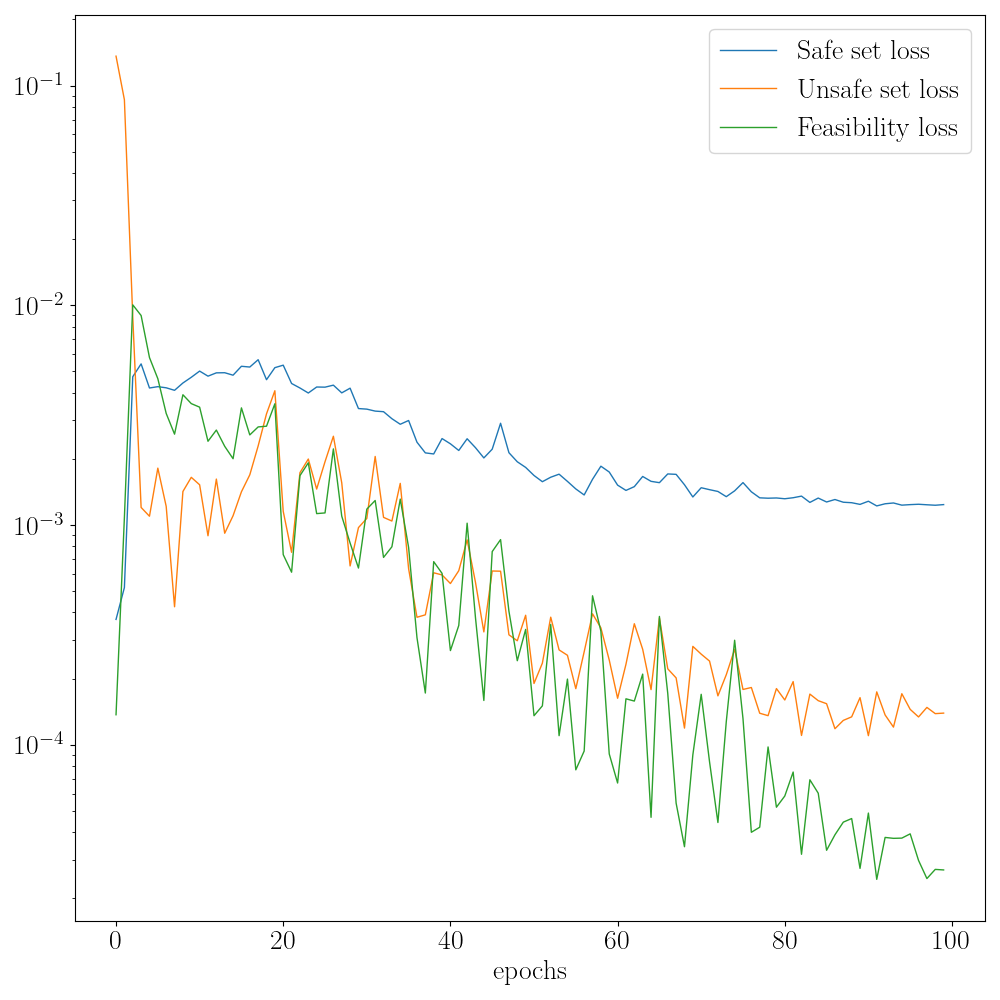 Safe set loss
Unsafe set loss
Feasibility loss
10⁻¹
10⁻²
10⁻³
10⁻⁴
0 20 40 60 80 100
epochs